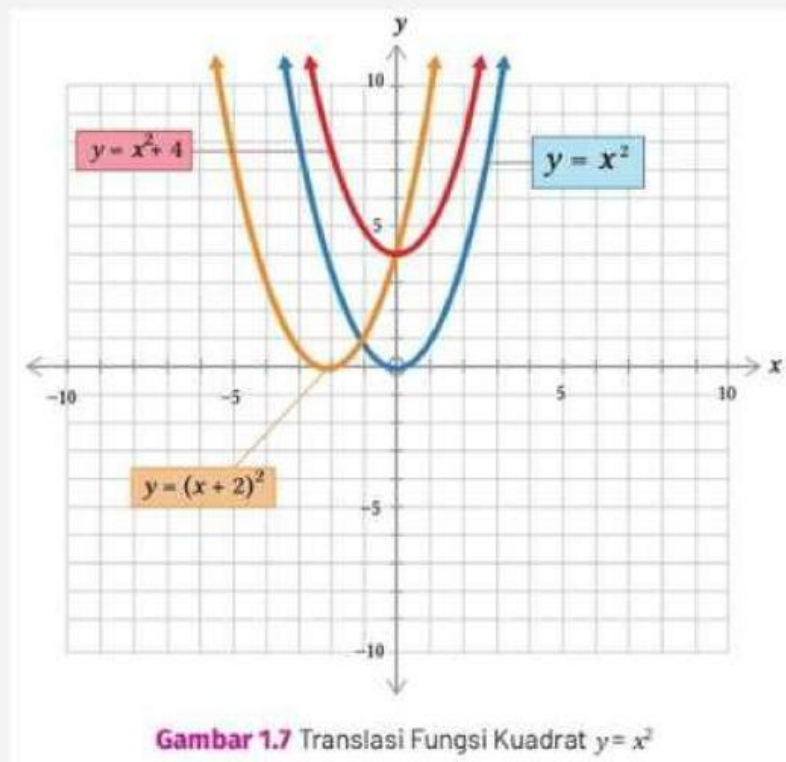 y
10
y = x² + 4
y = x²
5
x
−10
−5
5
10
y = (x + 2)²
−5
−10
Gambar 1.7 Translasi Fungsi Kuadrat y = x²